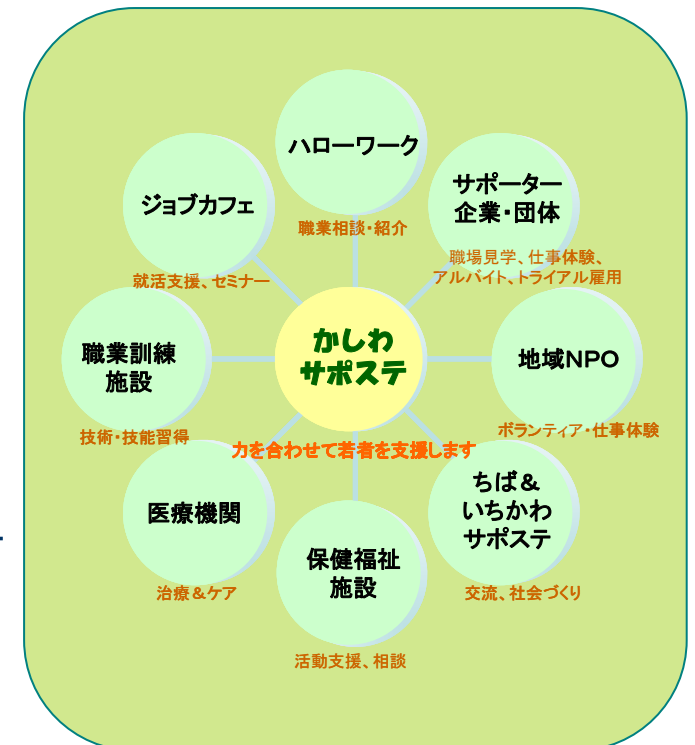 ハローワーク
職業相談・紹介
サポーター
企業・団体
職場見学、仕事体験、
アルバイト、トライアル雇用
ジョブカフェ
就活支援、セミナー
かしわ
サポステ
力を合わせて若者を支援します
職業訓練
施設
技術・技能習得
地域NPO
ボランティア・仕事体験
医療機関
治療&ケア
ちば&
いちかわ
サポステ
交流、社会づくり
保健福祉
施設
活動支援、相談